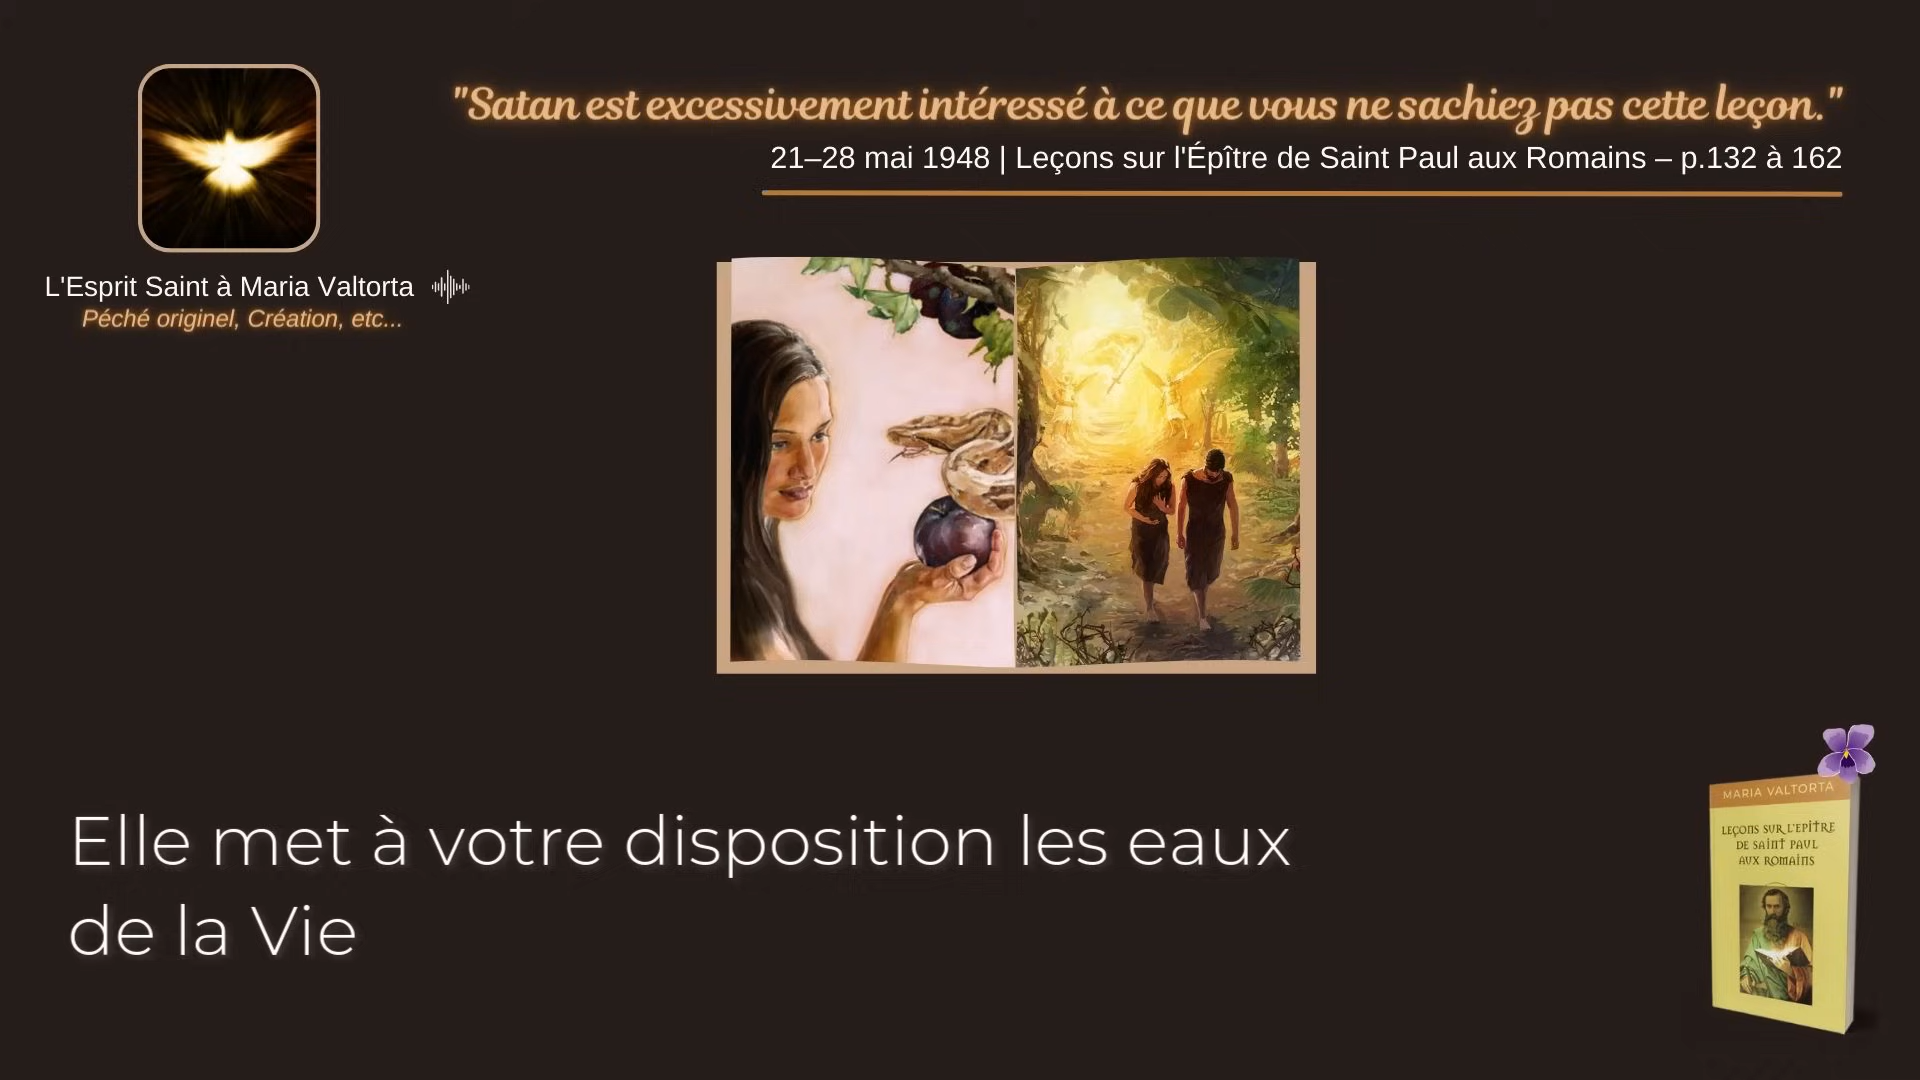 "Satan est excessivement intéressé à ce que vous ne sachiez pas cette leçon."
21–28 mai 1948 | Leçons sur l'Épître de Saint Paul aux Romains – p.132 à 162
L'Esprit Saint à Maria Valtorta
Péché originel, Création, etc...
Elle met à votre disposition les eaux
de la Vie
MARIA VALTORTA
LEÇONS SUR L'EPÎTRE
DE SAINT PAUL
AUX ROMAINS